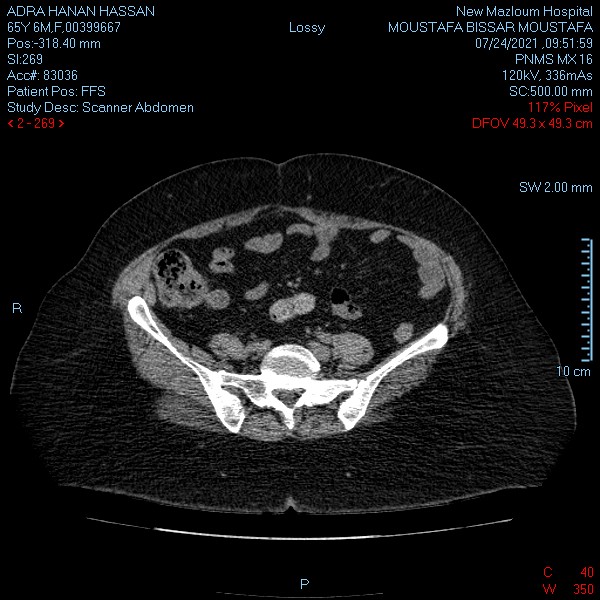 ADRA HANAN HASSAN
65Y 6M,F,00399667
Pos:-318.40 mm
SI:269
Acc#: 83036
Patient Pos: FFS
Study Desc: Scanner Abdomen
< 2 - 269 >
Lossy
New Mazloum Hospital
MOUSTAFA BISSAR MOUSTAFA
07/24/2021 ,09:51:59
PNMS MX 16
120kV, 336mAs
SC:500.00 mm
117% Pixel
DFOV 49.3 x 49.3 cm
SW 2.00 mm
R
10 cm
P
C 40
W 350